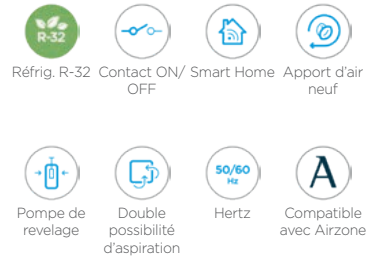 R-32
Réfrig. R-32
Contact ON/
OFF
Smart Home
Apport d'air
neuf
Pompe de
revelage
Double
possibilité
d'aspiration
50/60
Hz
Hertz
A
Compatible
avec Airzone